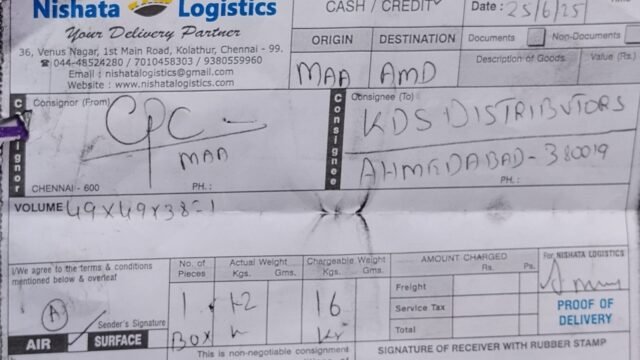 Nishata Logistics
Your Delivery Partner
36, Venus Nagar, 1st Main Road, Kolathur, Chennai - 99.
☎ 044-48524280 / 7010458303 / 9380559960
Email : nishatalogistics@gmail.com
Website : www.nishatalogistics.com
CASH / CREDIT
Date : 25/6/25
ORIGIN DESTINATION
MAA AMD
Documents Non-Documents
Description of Goods Value (Rs.)
Consignor
Consignor (From)
CPC
MAA
CHENNAI - 600 PH. :
Consignee
Consignee (To)
KDS DISTRIBUTORS
AHMEDABAD - 380019
PH. :
VOLUME 49X49X38=1
I/We agree to the terms & conditions
mentioned below & overleaf
A
Sender's Signature
AIR SURFACE
No. of Pieces
Actual Weight
Kgs. Gms.
Chargeable Weight
Kgs. Gms.
1 12 16
BOX
AMOUNT CHARGED
Rs. Ps.
Freight
Service Tax
Total
For NISHATA LOGISTICS
PROOF OF
DELIVERY
This is non-negotiable consignment
SIGNATURE OF RECEIVER WITH RUBBER STAMP